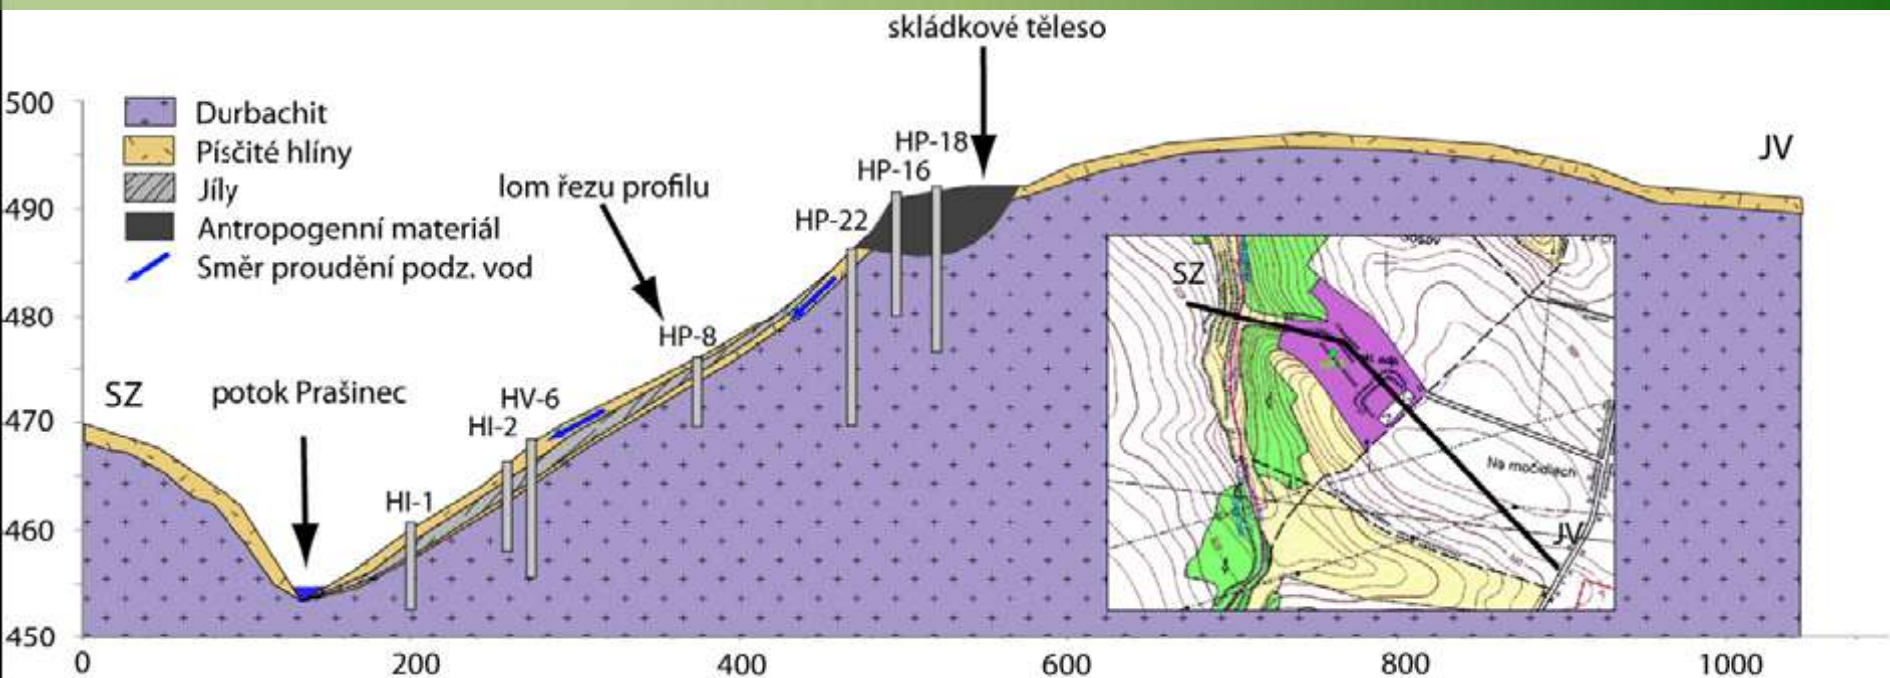 skládkové těleso
500
Durbachit
Písčité hlíny
Jíly
Antropogenní materiál
Směr proudění podz. vod
lom řezu profilu
HP-18
HP-16
HP-22
JV
490
480
HP-8
SZ
potok Prašinec
HV-6
HI-2
470
HI-1
460
450
0
200
400
600
800
1000
SZ
Na močidlech
JV